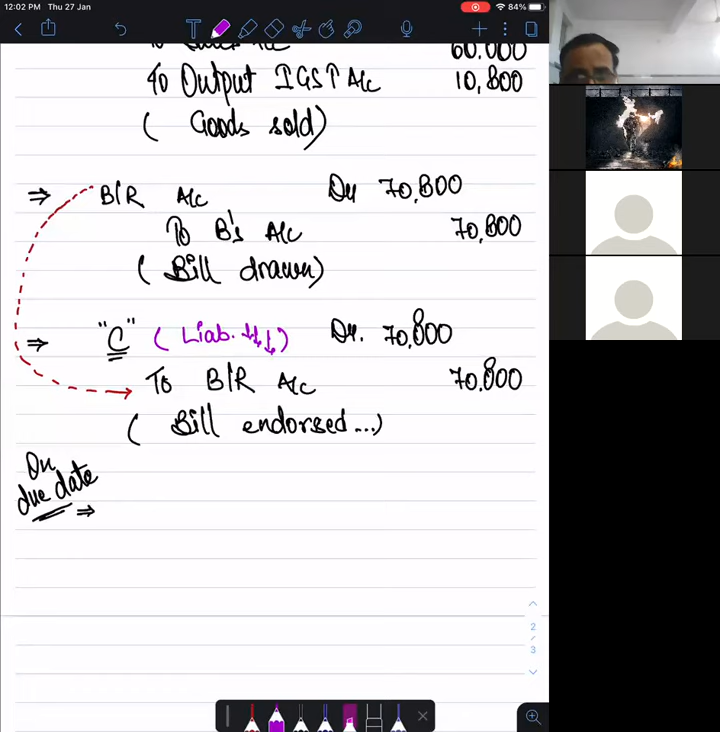 12:02 PM Thu 27 Jan
84%
To Sales A/c 60,000
To Output IGST A/c 10,800
( Goods sold)
⇒ B/R A/c Dr 70,800
To B's A/c 70,800
( Bill drawn)
⇒ "C" ( Liab. ↓↓↓) Dr. 70,800
To B/R A/c 70,800
( Bill endorsed ...)
On
due date
⇒
2
/
3